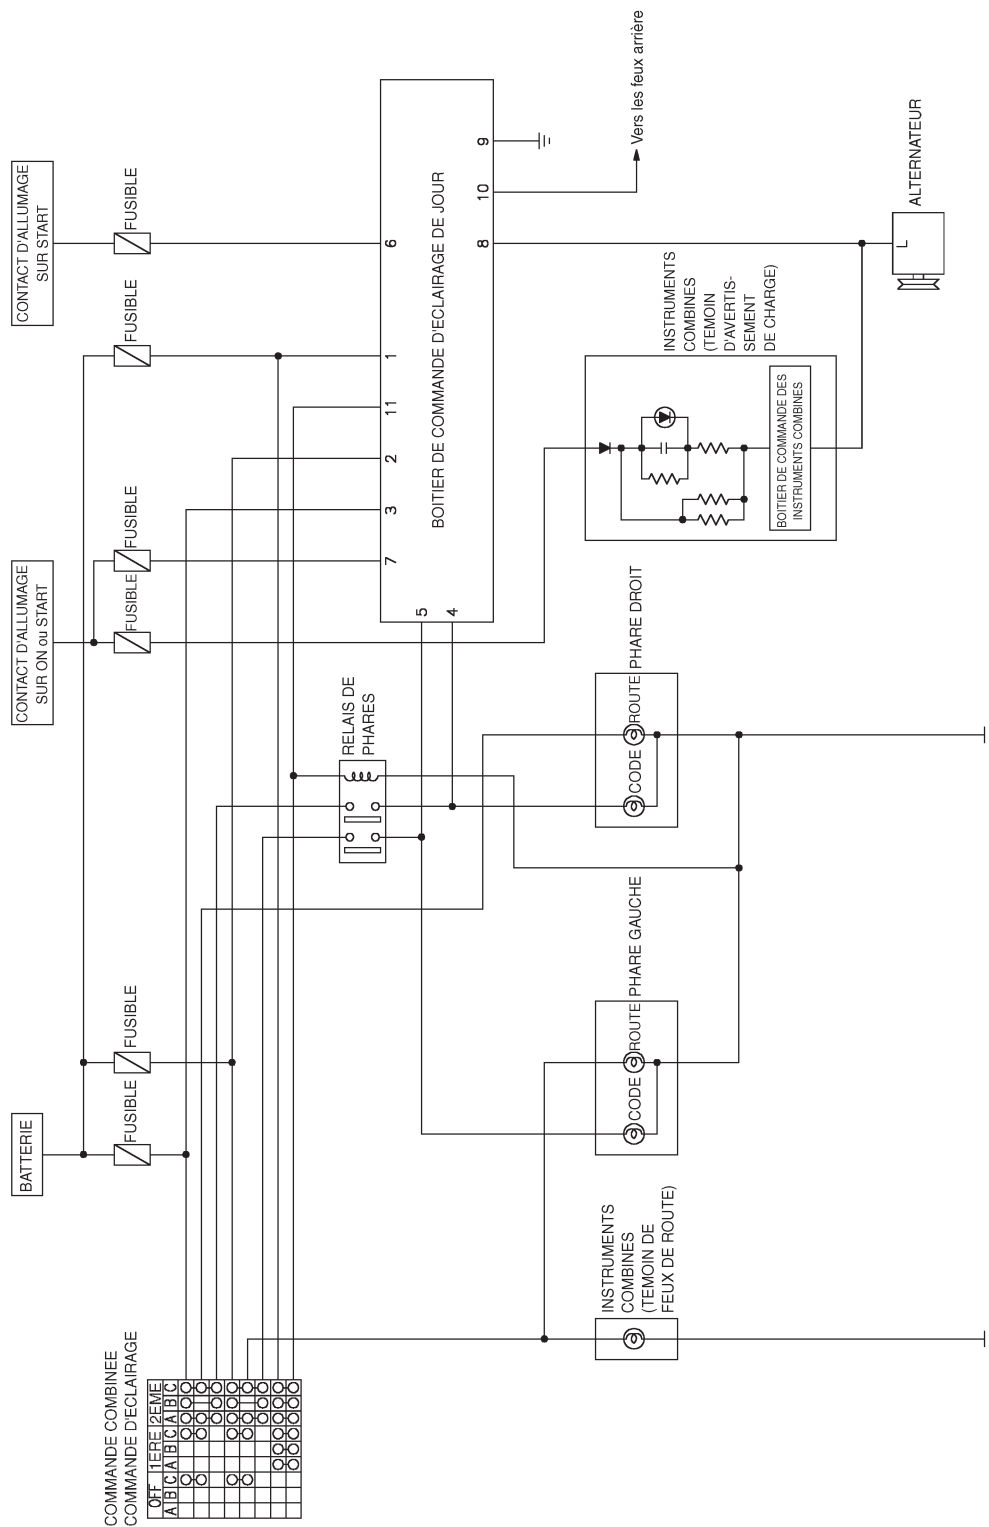 CONTACT D'ALLUMAGE
SUR START
FUSIBLE
FUSIBLE
CONTACT D'ALLUMAGE
SUR ON ou START
FUSIBLE
FUSIBLE
BATTERIE
FUSIBLE
FUSIBLE
COMMANDE COMBINEE
COMMANDE D'ECLAIRAGE
OFF 1ERE 2EME
A B C A B C A B C
RELAIS DE
PHARES
BOITIER DE COMMANDE D'ECLAIRAGE DE JOUR
6
1
11
2
3
7
5
4
9
10
8
Vers les feux arrière
ALTERNATEUR
L
INSTRUMENTS
COMBINES
(TEMOIN
D'AVERTIS-
SEMENT
DE CHARGE)
BOITIER DE COMMANDE DES
INSTRUMENTS COMBINES
CODE
ROUTE
PHARE DROIT
CODE
ROUTE
PHARE GAUCHE
INSTRUMENTS
COMBINES
(TEMOIN DE
FEUX DE ROUTE)